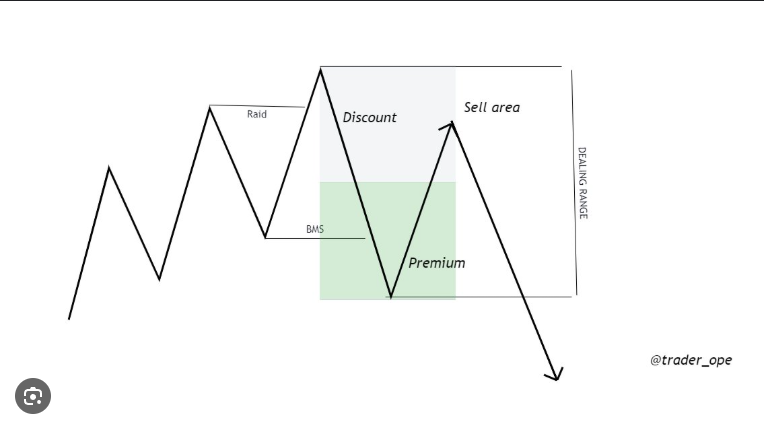 Sell area
Raid
Discount
DEALING RANGE
BMS
Premium
@trader_ope